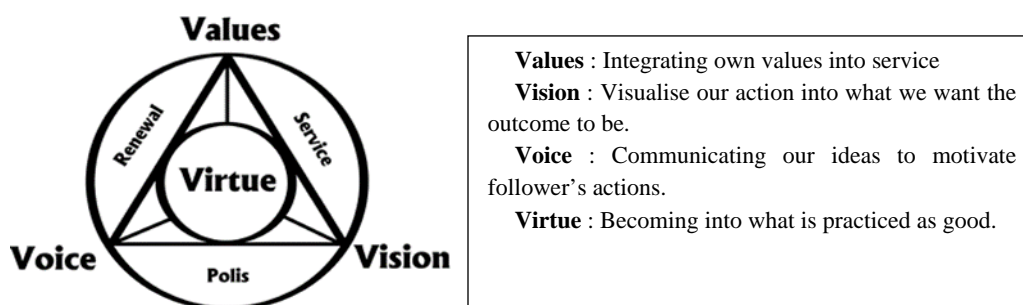 Values
Renewal
Service
Virtue
Voice
Vision
Polis
Values : Integrating own values into service
Vision : Visualise our action into what we want the
outcome to be.
Voice : Communicating our ideas to motivate
follower's actions.
Virtue : Becoming into what is practiced as good.